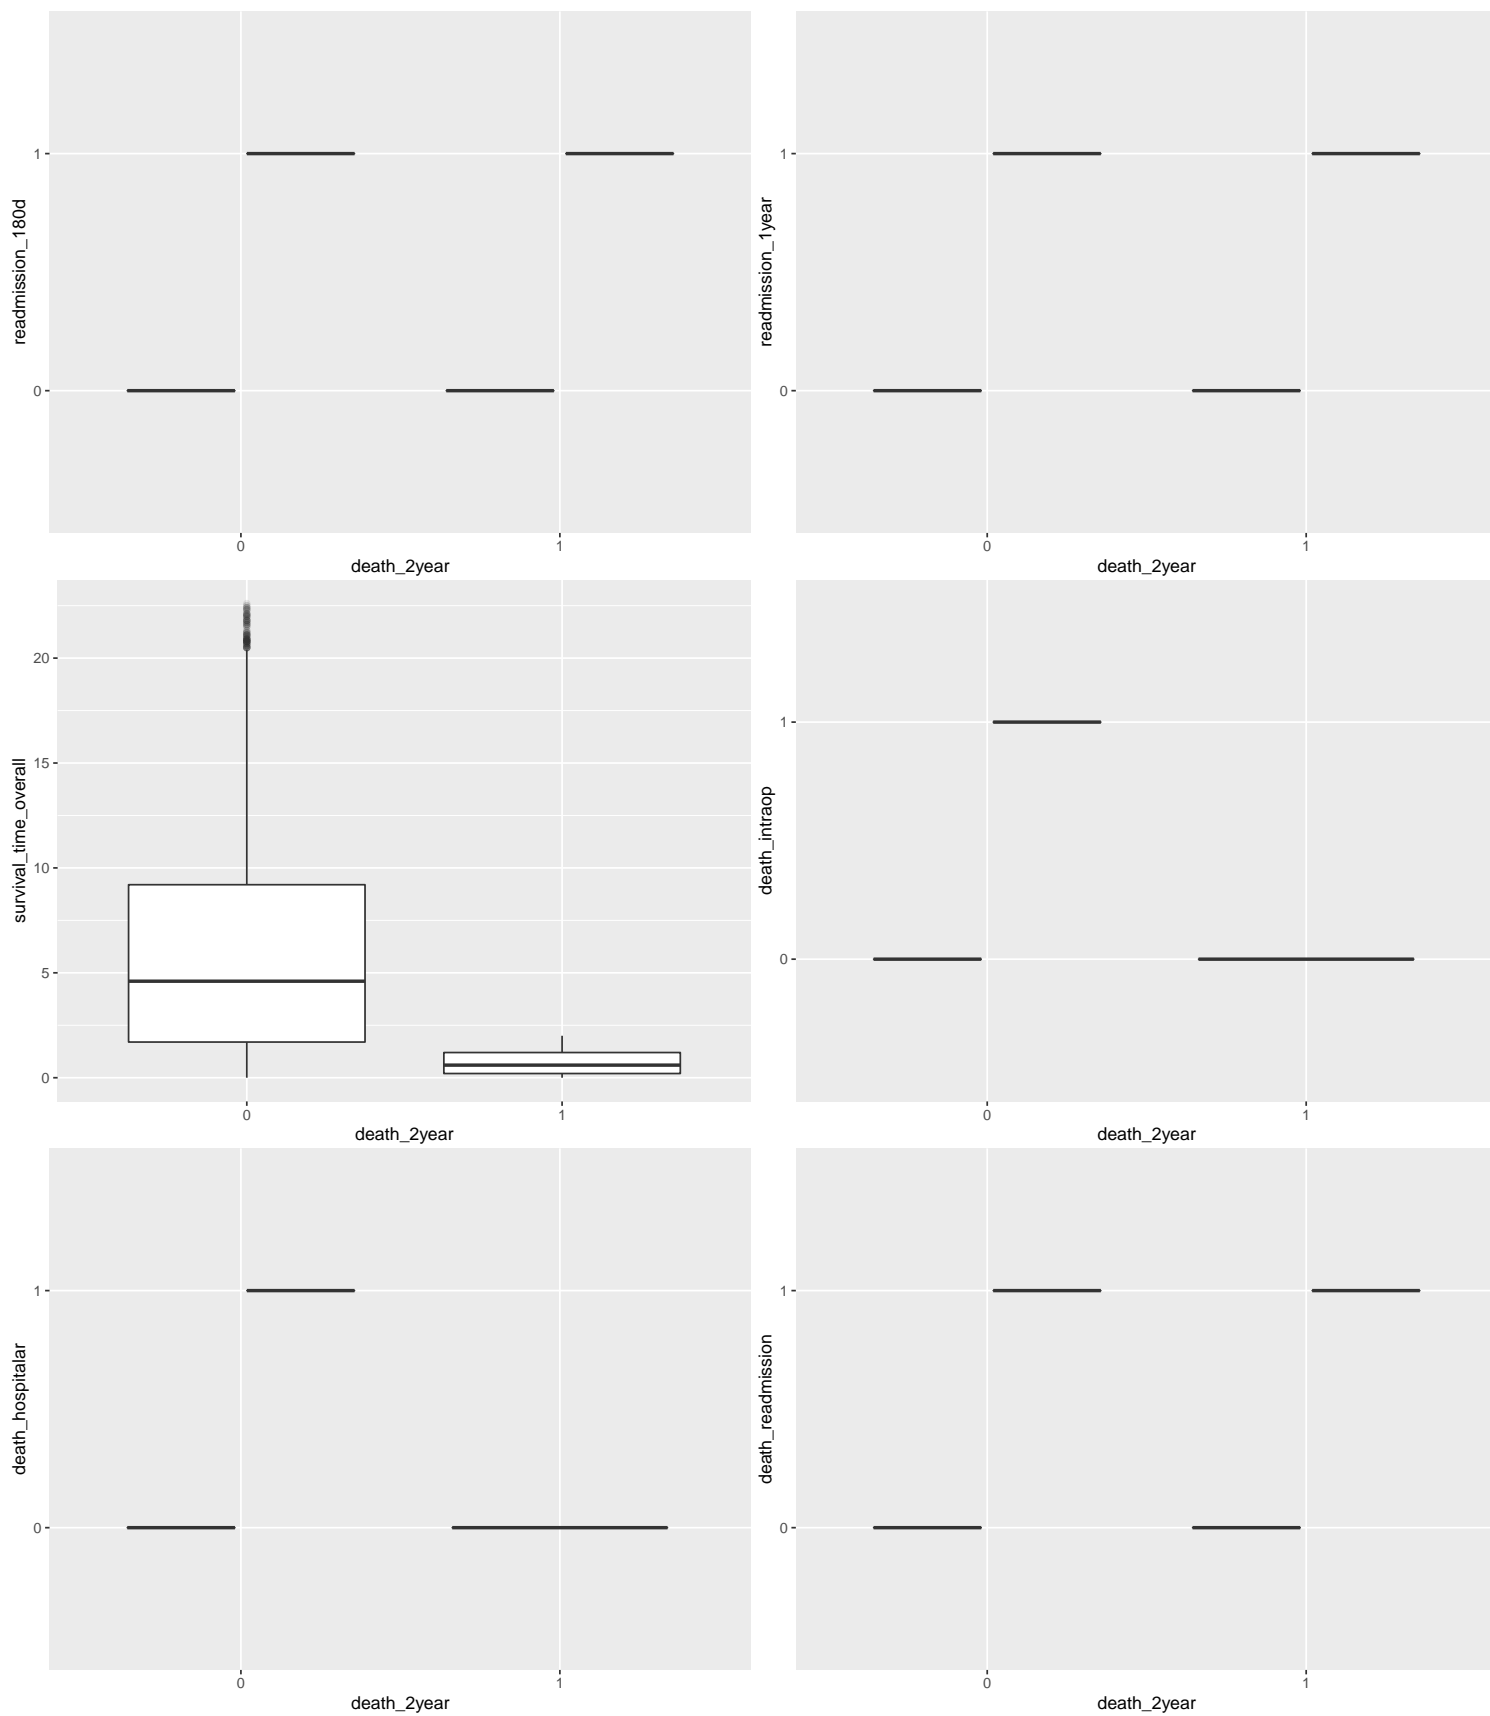 readmission_180d
1
0
0 1
death_2year
readmission_1year
1
0
0 1
death_2year
survival_time_overall
20
15
10
5
0
0 1
death_2year
death_intraop
1
0
0 1
death_2year
death_hospitalar
1
0
0 1
death_2year
death_readmission
1
0
0 1
death_2year